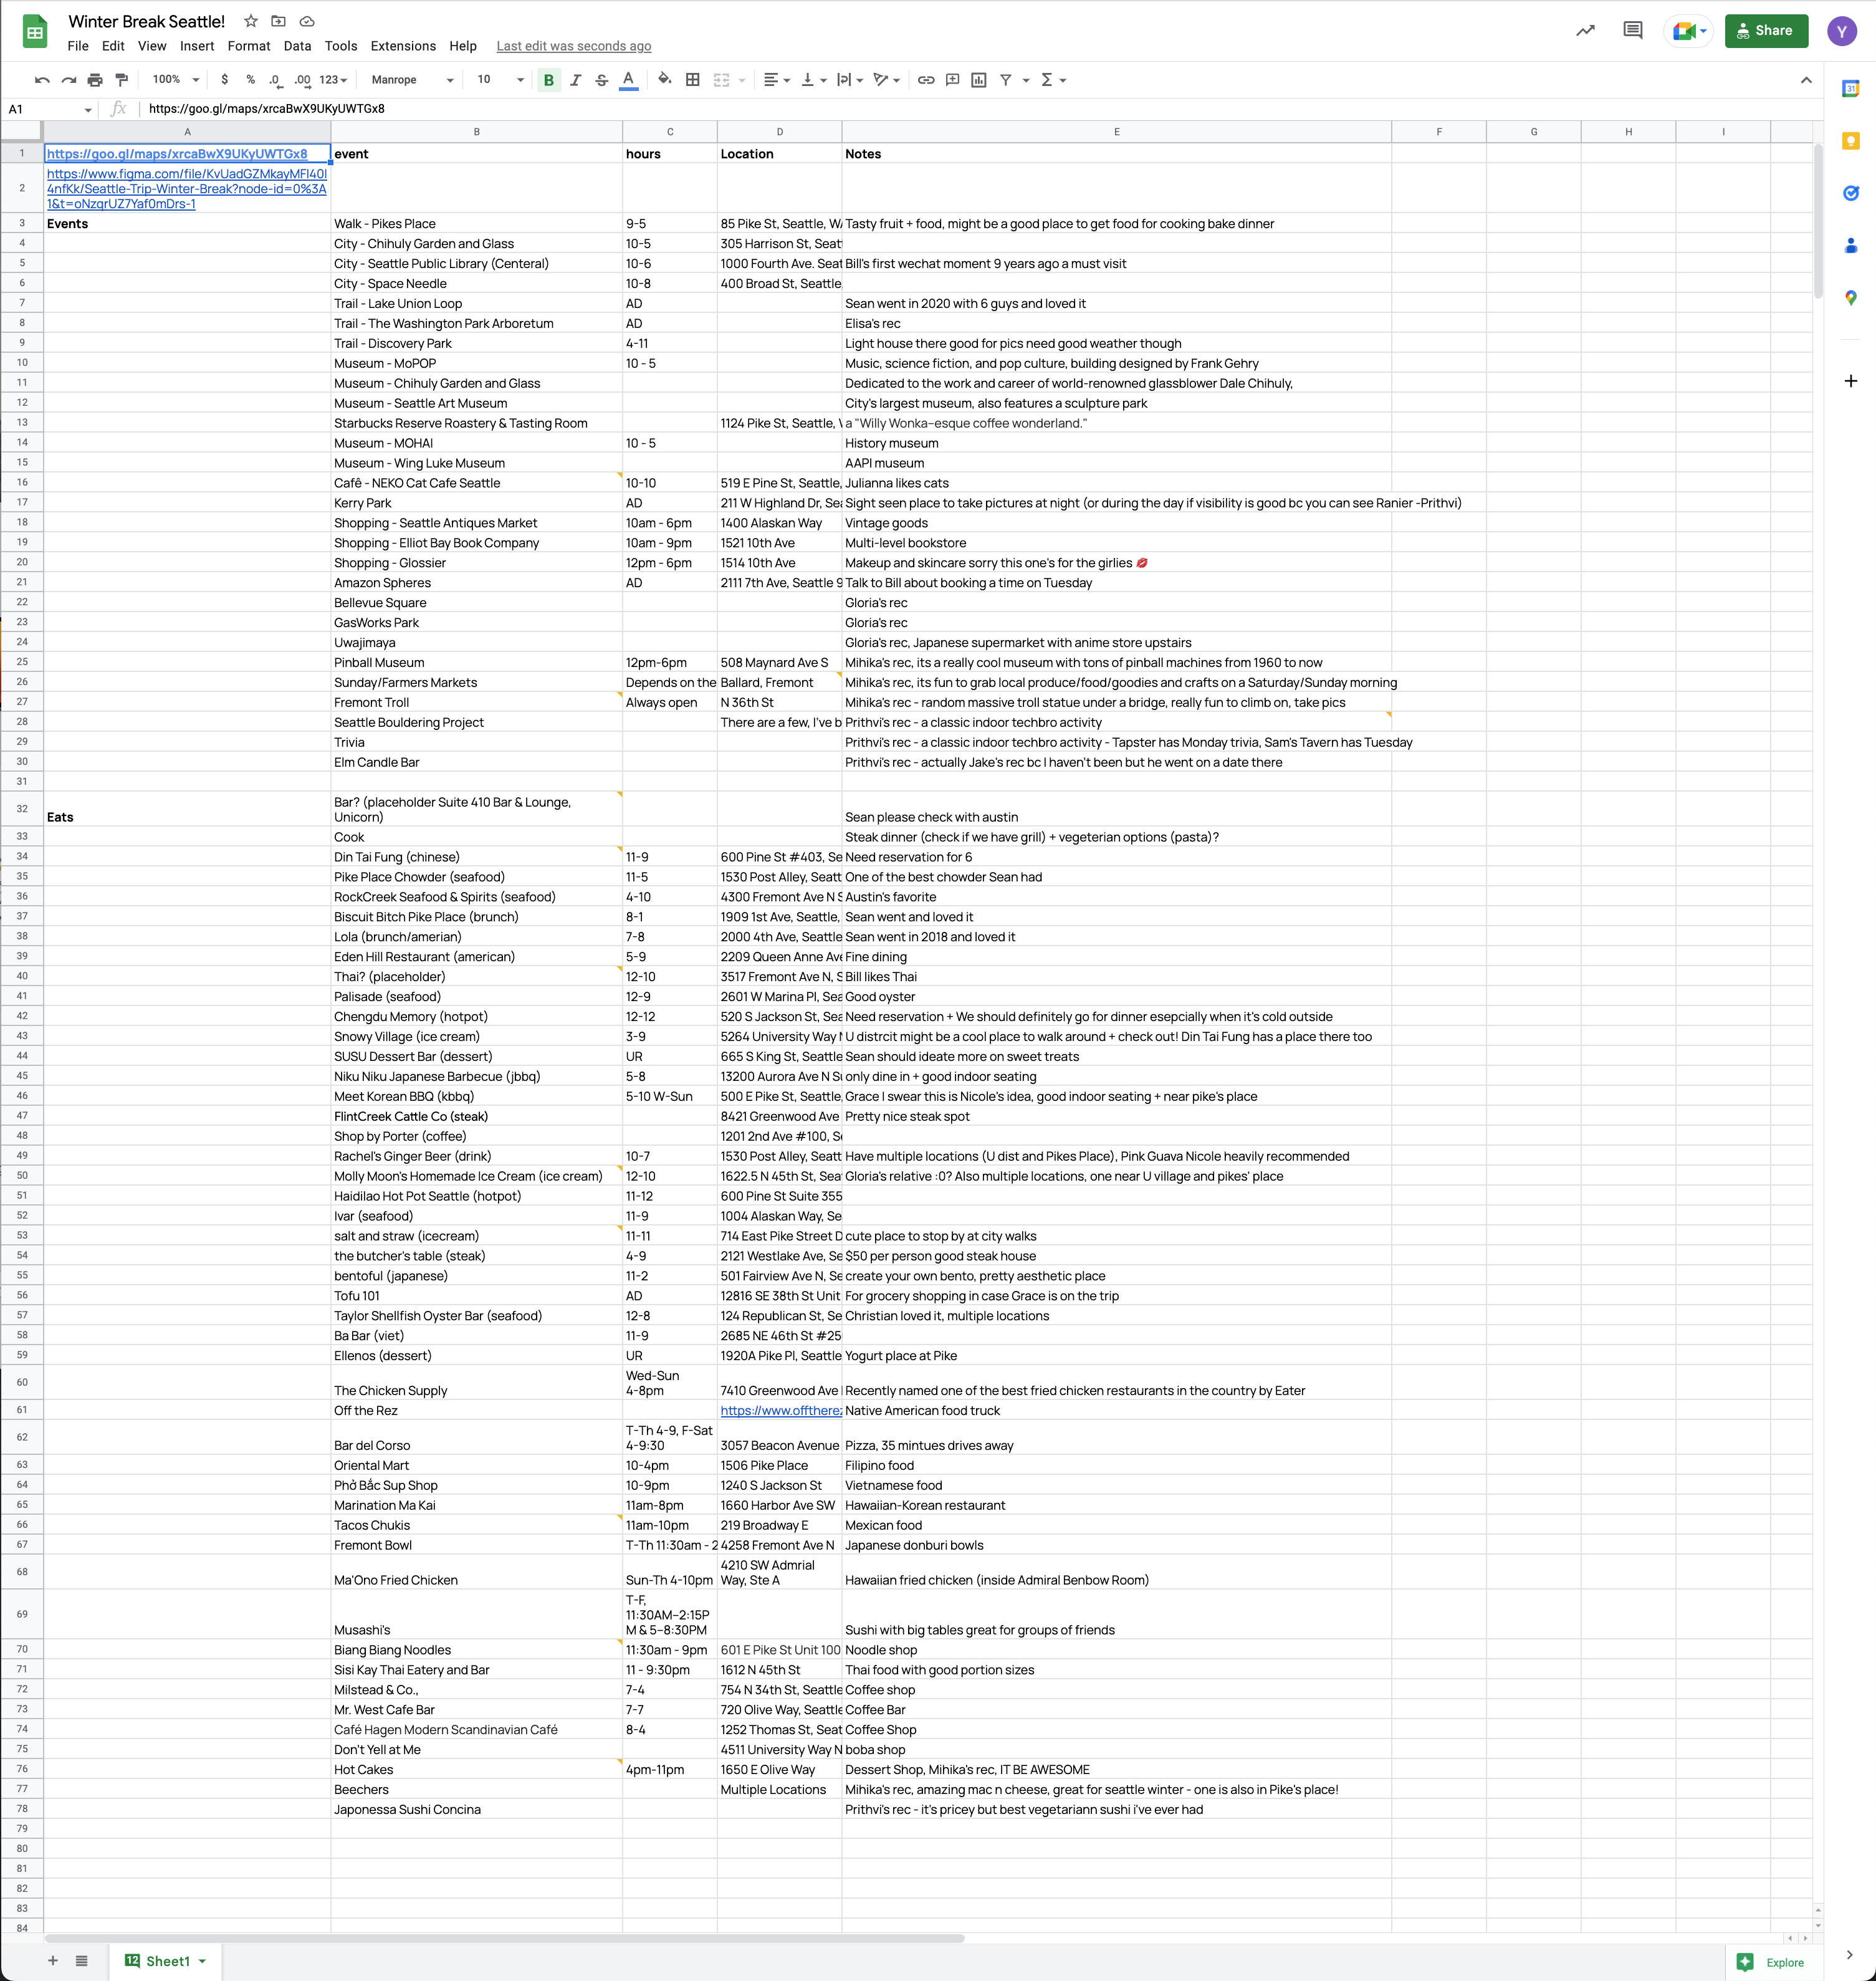 Winter Break Seattle!
File Edit View Insert Format Data Tools Extensions Help Last edit was seconds ago
Share
Y
100% $ % .0 .00 123 Manrope 10 B I S A
31
A1 fx https://goo.gl/maps/xrcaBwX9UKyUWTGx8
A B C D E F G H I
1 https://goo.gl/maps/xrcaBwX9UKyUWTGx8 event hours Location Notes
https://www.figma.com/file/KvUadGZMkayMFl40l
2 4nfKk/Seattle-Trip-Winter-Break?node-id=0%3A
1&t=oNzqrUZ7Yaf0mDrs-1
3 Events Walk - Pikes Place 9-5 85 Pike St, Seattle, WA Tasty fruit + food, might be a good place to get food for cooking bake dinner
4 City - Chihuly Garden and Glass 10-5 305 Harrison St, Seatt
5 City - Seattle Public Library (Centeral) 10-6 1000 Fourth Ave. Seat Bill's first wechat moment 9 years ago a must visit
6 City - Space Needle 10-8 400 Broad St, Seattle,
7 Trail - Lake Union Loop AD Sean went in 2020 with 6 guys and loved it
8 Trail - The Washington Park Arboretum AD Elisa's rec
9 Trail - Discovery Park 4-11 Light house there good for pics need good weather though
10 Museum - MoPOP 10 - 5 Music, science fiction, and pop culture, building designed by Frank Gehry
11 Museum - Chihuly Garden and Glass Dedicated to the work and career of world-renowned glassblower Dale Chihuly,
12 Museum - Seattle Art Museum City's largest museum, also features a sculpture park
13 Starbucks Reserve Roastery & Tasting Room 1124 Pike St, Seattle, a "Willy Wonka–esque coffee wonderland."
14 Museum - MOHAI 10 - 5 History museum
15 Museum - Wing Luke Museum AAPI museum
16 Café - NEKO Cat Cafe Seattle 10-10 519 E Pine St, Seattle, Julianna likes cats
17 Kerry Park AD 211 W Highland Dr, Sea Sight seen place to take pictures at night (or during the day if visibility is good bc you can see Ranier -Prithvi)
18 Shopping - Seattle Antiques Market 10am - 6pm 1400 Alaskan Way Vintage goods
19 Shopping - Elliot Bay Book Company 10am - 9pm 1521 10th Ave Multi-level bookstore
20 Shopping - Glossier 12pm - 6pm 1514 10th Ave Makeup and skincare sorry this one's for the girlies 💋
21 Amazon Spheres AD 2111 7th Ave, Seattle 9 Talk to Bill about booking a time on Tuesday
22 Bellevue Square Gloria's rec
23 GasWorks Park Gloria's rec
24 Uwajimaya Gloria's rec, Japanese supermarket with anime store upstairs
25 Pinball Museum 12pm-6pm 508 Maynard Ave S Mihika's rec, its a really cool museum with tons of pinball machines from 1960 to now
26 Sunday/Farmers Markets Depends on the Ballard, Fremont Mihika's rec, its fun to grab local produce/food/goodies and crafts on a Saturday/Sunday morning
27 Fremont Troll Always open N 36th St Mihika's rec - random massive troll statue under a bridge, really fun to climb on, take pics
28 Seattle Bouldering Project There are a few, I've b Prithvi's rec - a classic indoor techbro activity
29 Trivia Prithvi's rec - a classic indoor techbro activity - Tapster has Monday trivia, Sam's Tavern has Tuesday
30 Elm Candle Bar Prithvi's rec - actually Jake's rec bc I haven't been but he went on a date there
31
Bar? (placeholder Suite 410 Bar & Lounge,
32 Eats Unicorn) Sean please check with austin
33 Cook Steak dinner (check if we have grill) + vegeterian options (pasta)?
34 Din Tai Fung (chinese) 11-9 600 Pine St #403, Se Need reservation for 6
35 Pike Place Chowder (seafood) 11-5 1530 Post Alley, Seatt One of the best chowder Sean had
36 RockCreek Seafood & Spirits (seafood) 4-10 4300 Fremont Ave N S Austin's favorite
37 Biscuit Bitch Pike Place (brunch) 8-1 1909 1st Ave, Seattle, Sean went and loved it
38 Lola (brunch/amerian) 7-8 2000 4th Ave, Seattle Sean went in 2018 and loved it
39 Eden Hill Restaurant (american) 5-9 2209 Queen Anne Ave Fine dining
40 Thai? (placeholder) 12-10 3517 Fremont Ave N, S Bill likes Thai
41 Palisade (seafood) 12-9 2601 W Marina Pl, Sea Good oyster
42 Chengdu Memory (hotpot) 12-12 520 S Jackson St, Sea Need reservation + We should definitely go for dinner esepcially when it's cold outside
43 Snowy Village (ice cream) 3-9 5264 University Way N U distrcit might be a cool place to walk around + check out! Din Tai Fung has a place there too
44 SUSU Dessert Bar (dessert) UR 665 S King St, Seattle Sean should ideate more on sweet treats
45 Niku Niku Japanese Barbecue (jbbq) 5-8 13200 Aurora Ave N Su only dine in + good indoor seating
46 Meet Korean BBQ (kbbq) 5-10 W-Sun 500 E Pike St, Seattle, Grace I swear this is Nicole's idea, good indoor seating + near pike's place
47 FlintCreek Cattle Co (steak) 8421 Greenwood Ave Pretty nice steak spot
48 Shop by Porter (coffee) 1201 2nd Ave #100, Se
49 Rachel's Ginger Beer (drink) 10-7 1530 Post Alley, Seatt Have multiple locations (U dist and Pikes Place), Pink Guava Nicole heavily recommended
50 Molly Moon's Homemade Ice Cream (ice cream) 12-10 1622.5 N 45th St, Sea Gloria's relative :0? Also multiple locations, one near U village and pikes' place
51 Haidilao Hot Pot Seattle (hotpot) 11-12 600 Pine St Suite 355
52 Ivar (seafood) 11-9 1004 Alaskan Way, Se
53 salt and straw (icecream) 11-11 714 East Pike Street D cute place to stop by at city walks
54 the butcher's table (steak) 4-9 2121 Westlake Ave, Se $50 per person good steak house
55 bentoful (japanese) 11-2 501 Fairview Ave N, Se create your own bento, pretty aesthetic place
56 Tofu 101 AD 12816 SE 38th St Unit For grocery shopping in case Grace is on the trip
57 Taylor Shellfish Oyster Bar (seafood) 12-8 124 Republican St, Se Christian loved it, multiple locations
58 Ba Bar (viet) 11-9 2685 NE 46th St #25
59 Ellenos (dessert) UR 1920A Pike Pl, Seattle Yogurt place at Pike
Wed-Sun
60 The Chicken Supply 4-8pm 7410 Greenwood Ave Recently named one of the best fried chicken restaurants in the country by Eater
61 Off the Rez https://www.offtherez Native American food truck
T-Th 4-9, F-Sat
62 Bar del Corso 4-9:30 3057 Beacon Avenue Pizza, 35 mintues drives away
63 Oriental Mart 10-4pm 1506 Pike Place Filipino food
64 Phở Bắc Sup Shop 10-9pm 1240 S Jackson St Vietnamese food
65 Marination Ma Kai 11am-8pm 1660 Harbor Ave SW Hawaiian-Korean restaurant
66 Tacos Chukis 11am-10pm 219 Broadway E Mexican food
67 Fremont Bowl T-Th 11:30am - 2 4258 Fremont Ave N Japanese donburi bowls
4210 SW Admrial
68 Ma'Ono Fried Chicken Sun-Th 4-10pm Way, Ste A Hawaiian fried chicken (inside Admiral Benbow Room)
T-F,
11:30AM–2:15P
69 Musashi's M & 5–8:30PM Sushi with big tables great for groups of friends
70 Biang Biang Noodles 11:30am - 9pm 601 E Pike St Unit 100 Noodle shop
71 Sisi Kay Thai Eatery and Bar 11 - 9:30pm 1612 N 45th St Thai food with good portion sizes
72 Milstead & Co., 7-4 754 N 34th St, Seattle Coffee shop
73 Mr. West Cafe Bar 7-7 720 Olive Way, Seattle Coffee Bar
74 Café Hagen Modern Scandinavian Café 8-4 1252 Thomas St, Seat Coffee Shop
75 Don't Yell at Me 4511 University Way N boba shop
76 Hot Cakes 4pm-11pm 1650 E Olive Way Dessert Shop, Mihika's rec, IT BE AWESOME
77 Beechers Multiple Locations Mihika's rec, amazing mac n cheese, great for seattle winter - one is also in Pike's place!
78 Japonessa Sushi Concina Prithvi's rec - it's pricey but best vegetariann sushi i've ever had
79
80
81
82
83
84
12 Sheet1 Explore